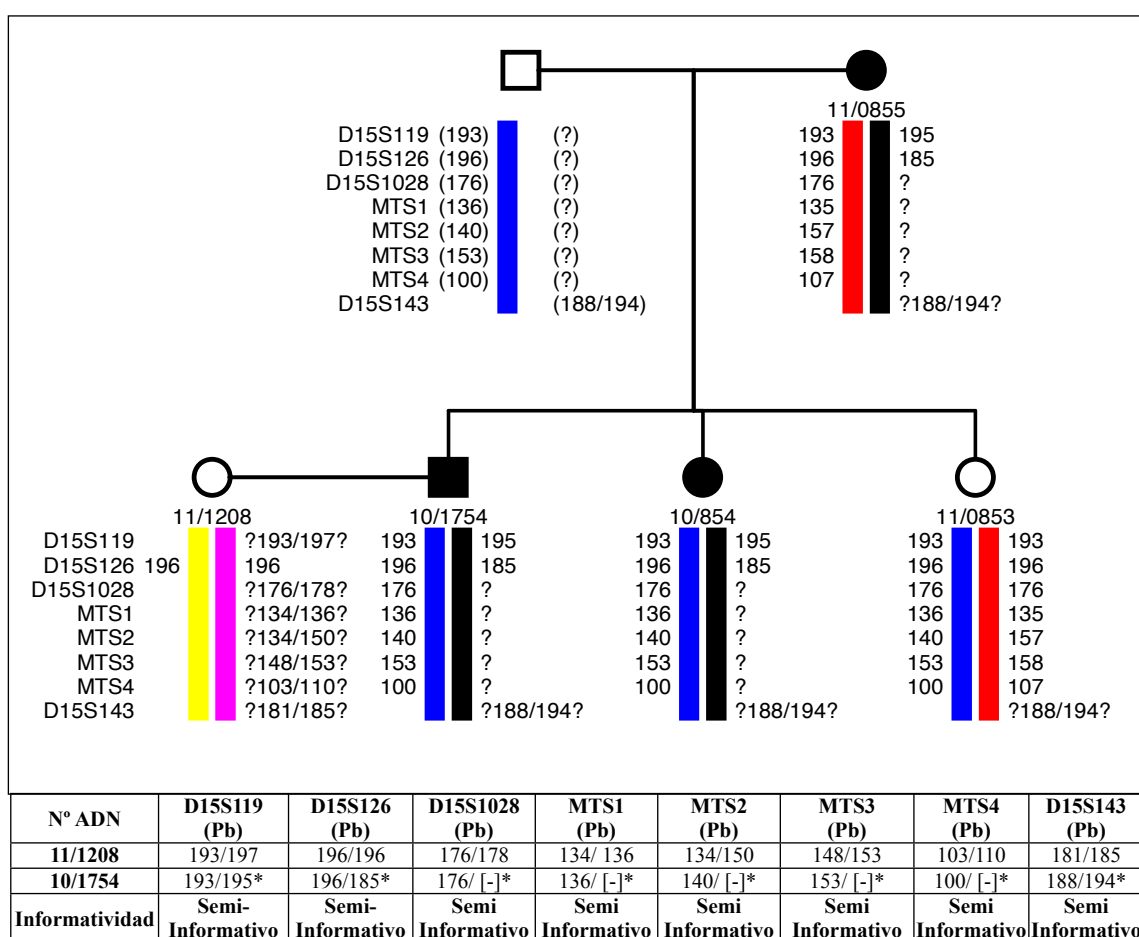 11/0855
D15S119 (193) (?) 193 195
D15S126 (196) (?) 196 185
D15S1028 (176) (?) 176 ?
MTS1 (136) (?) 135 ?
MTS2 (140) (?) 157 ?
MTS3 (153) (?) 158 ?
MTS4 (100) (?) 107 ?
D15S143 (188/194) ?188/194?
11/1208 10/1754 10/854 11/0853
D15S119 ?193/197? 193 195 193 195 193 193
D15S126 196 196 196 185 196 185 196 196
D15S1028 ?176/178? 176 ? 176 ? 176 176
MTS1 ?134/136? 136 ? 136 ? 136 135
MTS2 ?134/150? 140 ? 140 ? 140 157
MTS3 ?148/153? 153 ? 153 ? 153 158
MTS4 ?103/110? 100 ? 100 ? 100 107
D15S143 ?181/185? ?188/194? ?188/194? ?188/194?
Nº ADN D15S119 (Pb) D15S126 (Pb) D15S1028 (Pb) MTS1 (Pb) MTS2 (Pb) MTS3 (Pb) MTS4 (Pb) D15S143 (Pb)
11/1208 193/197 196/196 176/178 134/ 136 134/150 148/153 103/110 181/185
10/1754 193/195* 196/185* 176/ [-]* 136/ [-]* 140/ [-]* 153/ [-]* 100/ [-]* 188/194*
Informatividad Semi-Informativo Semi-Informativo Semi Informativo Semi Informativo Semi Informativo Semi Informativo Semi Informativo Semi Informativo